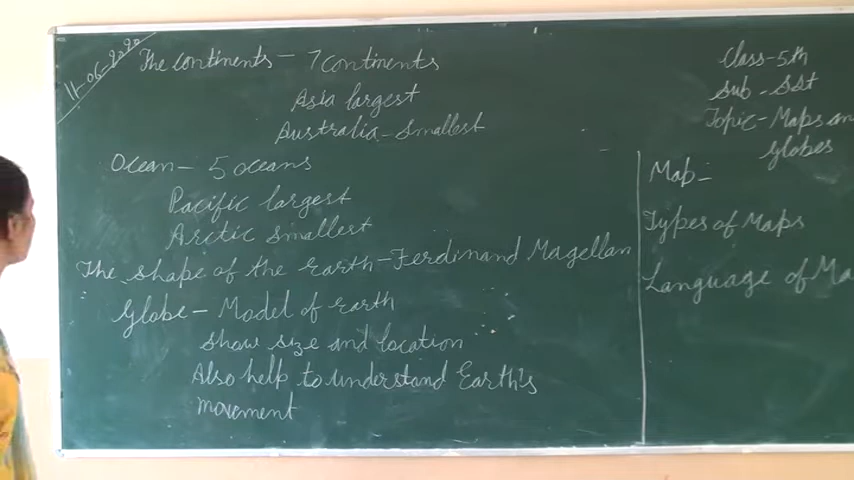 11-06-2020
The continents - 7 continents
Asia largest
Australia - Smallest
Ocean - 5 oceans
Pacific largest
Arctic smallest
The shape of the earth - Ferdinand Magellan
Globe - Model of earth
show size and location
Also help to understand Earth's
movement
Class - 5th
Sub - SSt
Topic - Maps an
Globes
Map -
Types of Maps
Language of Ma